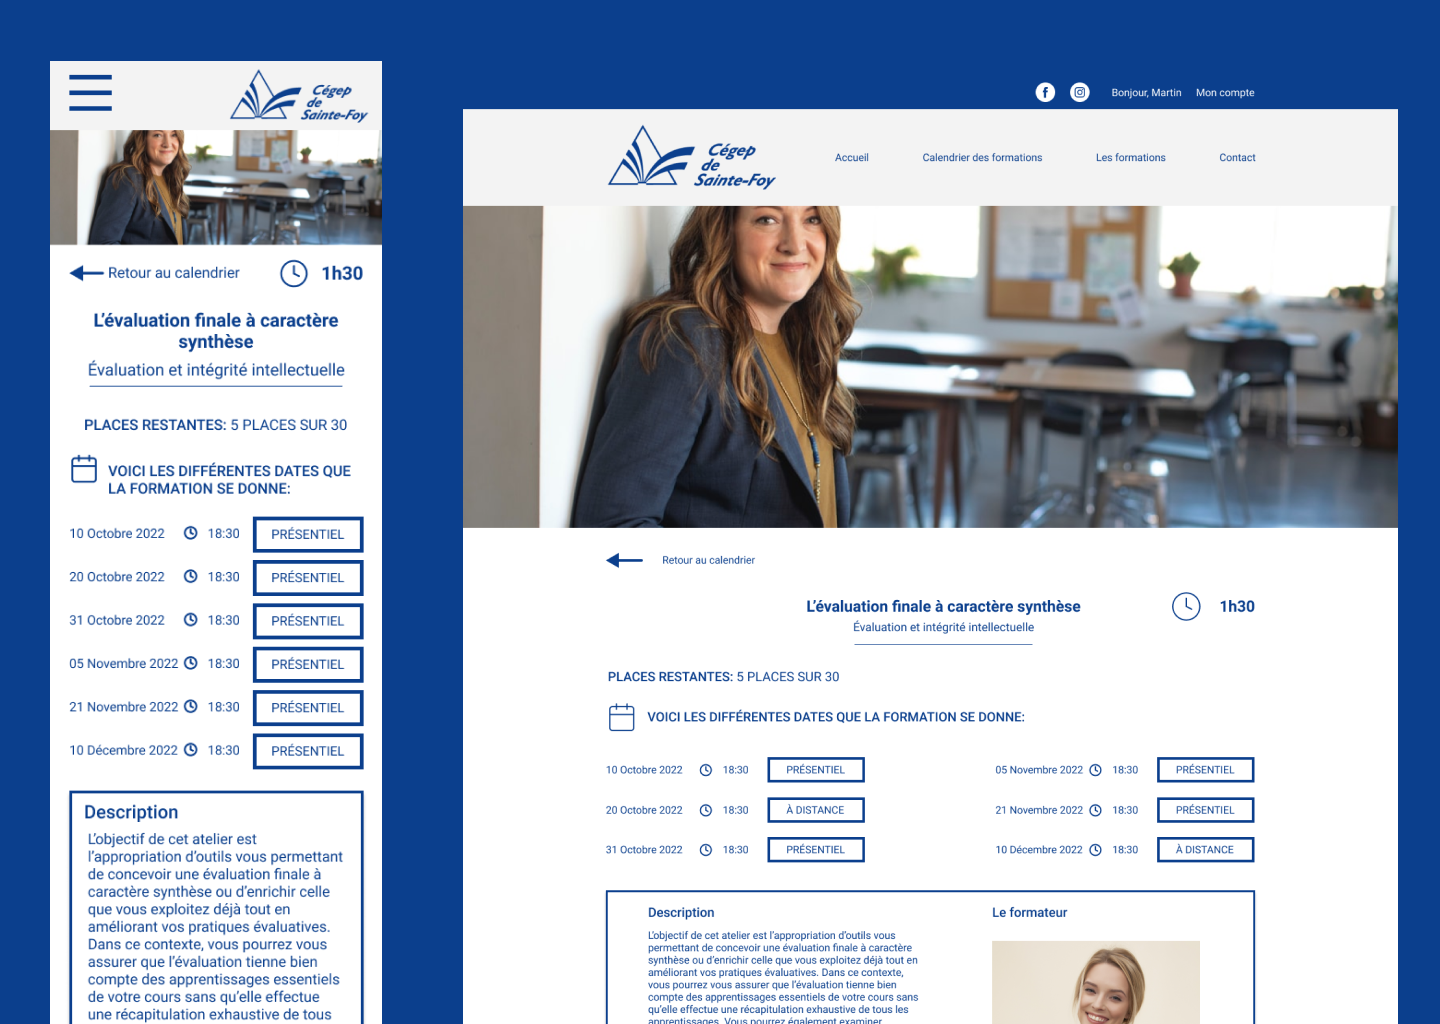 Cégep
de
Sainte-Foy
Retour au calendrier
1h30
L'évaluation finale à caractère
synthèse
Évaluation et intégrité intellectuelle
PLACES RESTANTES: 5 PLACES SUR 30
VOICI LES DIFFÉRENTES DATES QUE
LA FORMATION SE DONNE:
10 Octobre 2022 18:30 PRÉSENTIEL
20 Octobre 2022 18:30 PRÉSENTIEL
31 Octobre 2022 18:30 PRÉSENTIEL
05 Novembre 2022 18:30 PRÉSENTIEL
21 Novembre 2022 18:30 PRÉSENTIEL
10 Décembre 2022 18:30 PRÉSENTIEL
Description
L'objectif de cet atelier est
l'appropriation d'outils vous permettant
de concevoir une évaluation finale à
caractère synthèse ou d'enrichir celle
que vous exploitez déjà tout en
améliorant vos pratiques évaluatives.
Dans ce contexte, vous pourrez vous
assurer que l'évaluation tienne bien
compte des apprentissages essentiels
de votre cours sans qu'elle effectue
une récapitulation exhaustive de tous
Bonjour, Martin Mon compte
Cégep
de
Sainte-Foy
Accueil Calendrier des formations Les formations Contact
Retour au calendrier
L'évaluation finale à caractère synthèse
1h30
Évaluation et intégrité intellectuelle
PLACES RESTANTES: 5 PLACES SUR 30
VOICI LES DIFFÉRENTES DATES QUE LA FORMATION SE DONNE:
10 Octobre 2022 18:30 PRÉSENTIEL
20 Octobre 2022 18:30 À DISTANCE
31 Octobre 2022 18:30 PRÉSENTIEL
05 Novembre 2022 18:30 PRÉSENTIEL
21 Novembre 2022 18:30 PRÉSENTIEL
10 Décembre 2022 18:30 À DISTANCE
Description
L'objectif de cet atelier est l'appropriation d'outils vous
permettant de concevoir une évaluation finale à caractère
synthèse ou d'enrichir celle que vous exploitez déjà tout en
améliorant vos pratiques évaluatives. Dans ce contexte,
vous pourrez vous assurer que l'évaluation tienne bien
compte des apprentissages essentiels de votre cours sans
qu'elle effectue une récapitulation exhaustive de tous les
apprentissages. Vous pourrez également examiner
Le formateur